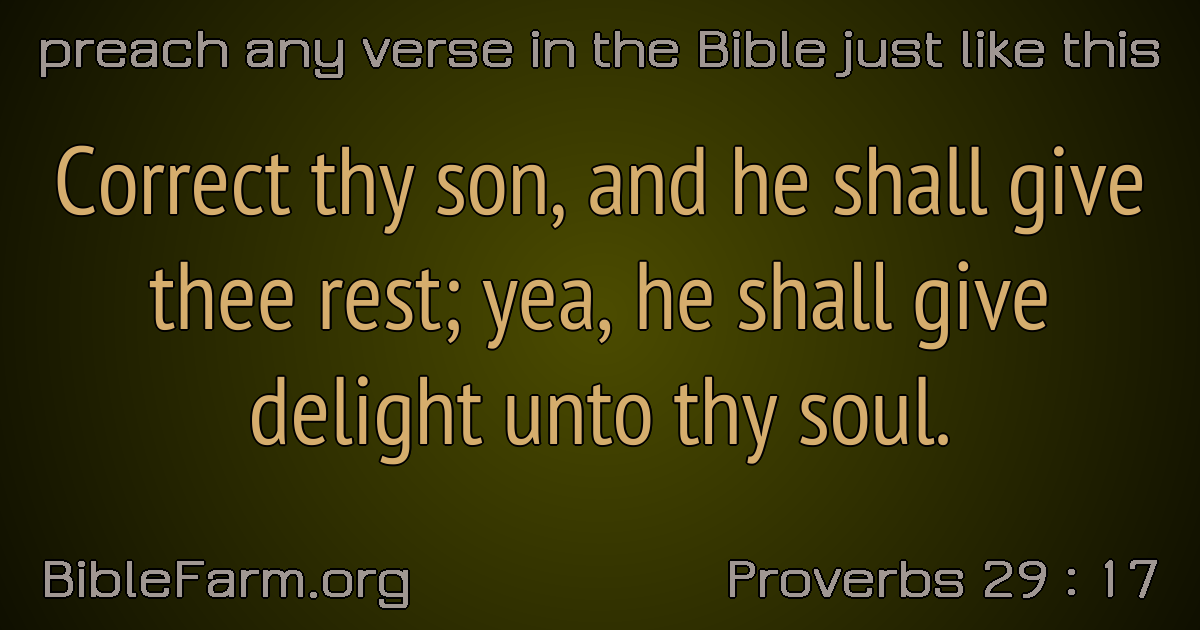 preach any verse in the Bible just like this
Correct thy son, and he shall give
thee rest; yea, he shall give
delight unto thy soul.
BibleFarm.org
Proverbs 29 : 17